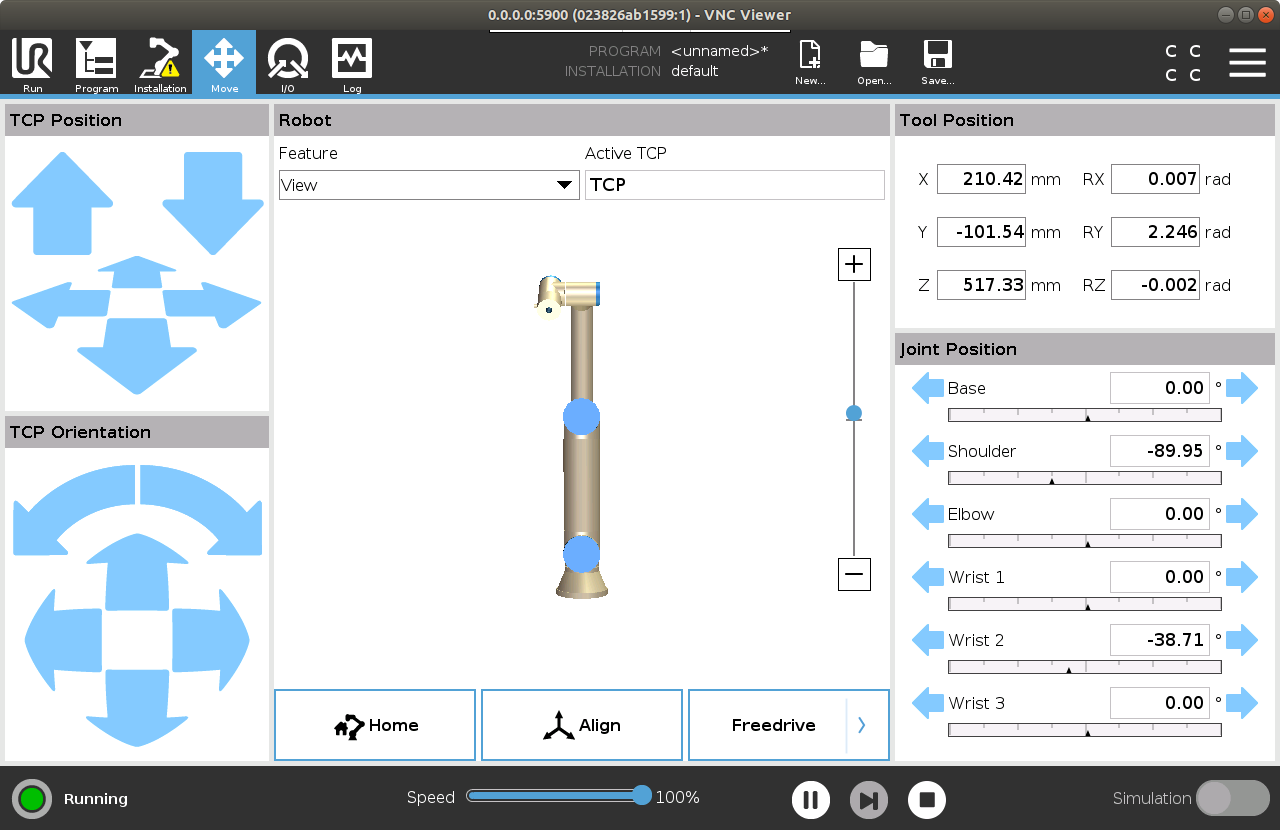 0.0.0.0:5900 (023826ab1599:1) - VNC Viewer
UR
Run
Program
Installation
Move
I/O
Log
PROGRAM <unnamed>*
INSTALLATION default
New...
Open...
Save...
C C
C C
TCP Position
Robot
Feature
Active TCP
View
TCP
Tool Position
X 210.42 mm RX 0.007 rad
Y -101.54 mm RY 2.246 rad
Z 517.33 mm RZ -0.002 rad
Joint Position
Base 0.00 °
Shoulder -89.95 °
Elbow 0.00 °
Wrist 1 0.00 °
Wrist 2 -38.71 °
Wrist 3 0.00 °
TCP Orientation
Home
Align
Freedrive
Running
Speed 100%
Simulation